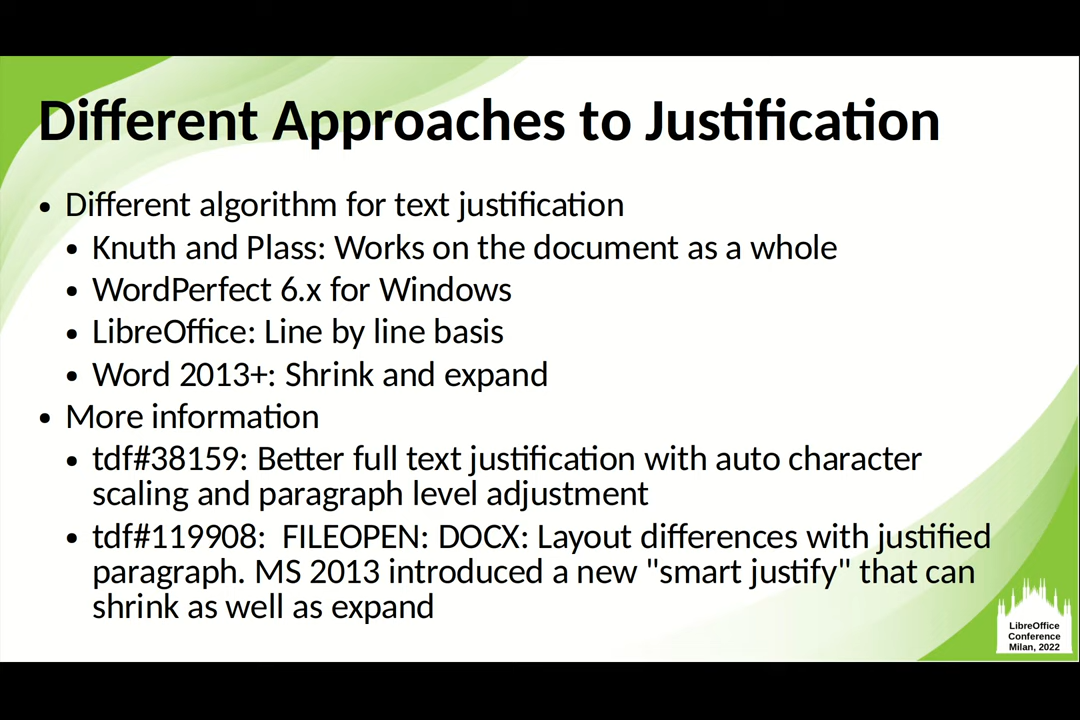 Different Approaches to Justification
• Different algorithm for text justification
• Knuth and Plass: Works on the document as a whole
• WordPerfect 6.x for Windows
• LibreOffice: Line by line basis
• Word 2013+: Shrink and expand
• More information
• tdf#38159: Better full text justification with auto character
scaling and paragraph level adjustment
• tdf#119908:  FILEOPEN: DOCX: Layout differences with justified
paragraph. MS 2013 introduced a new "smart justify" that can
shrink as well as expand
LibreOffice
Conference
Milan, 2022